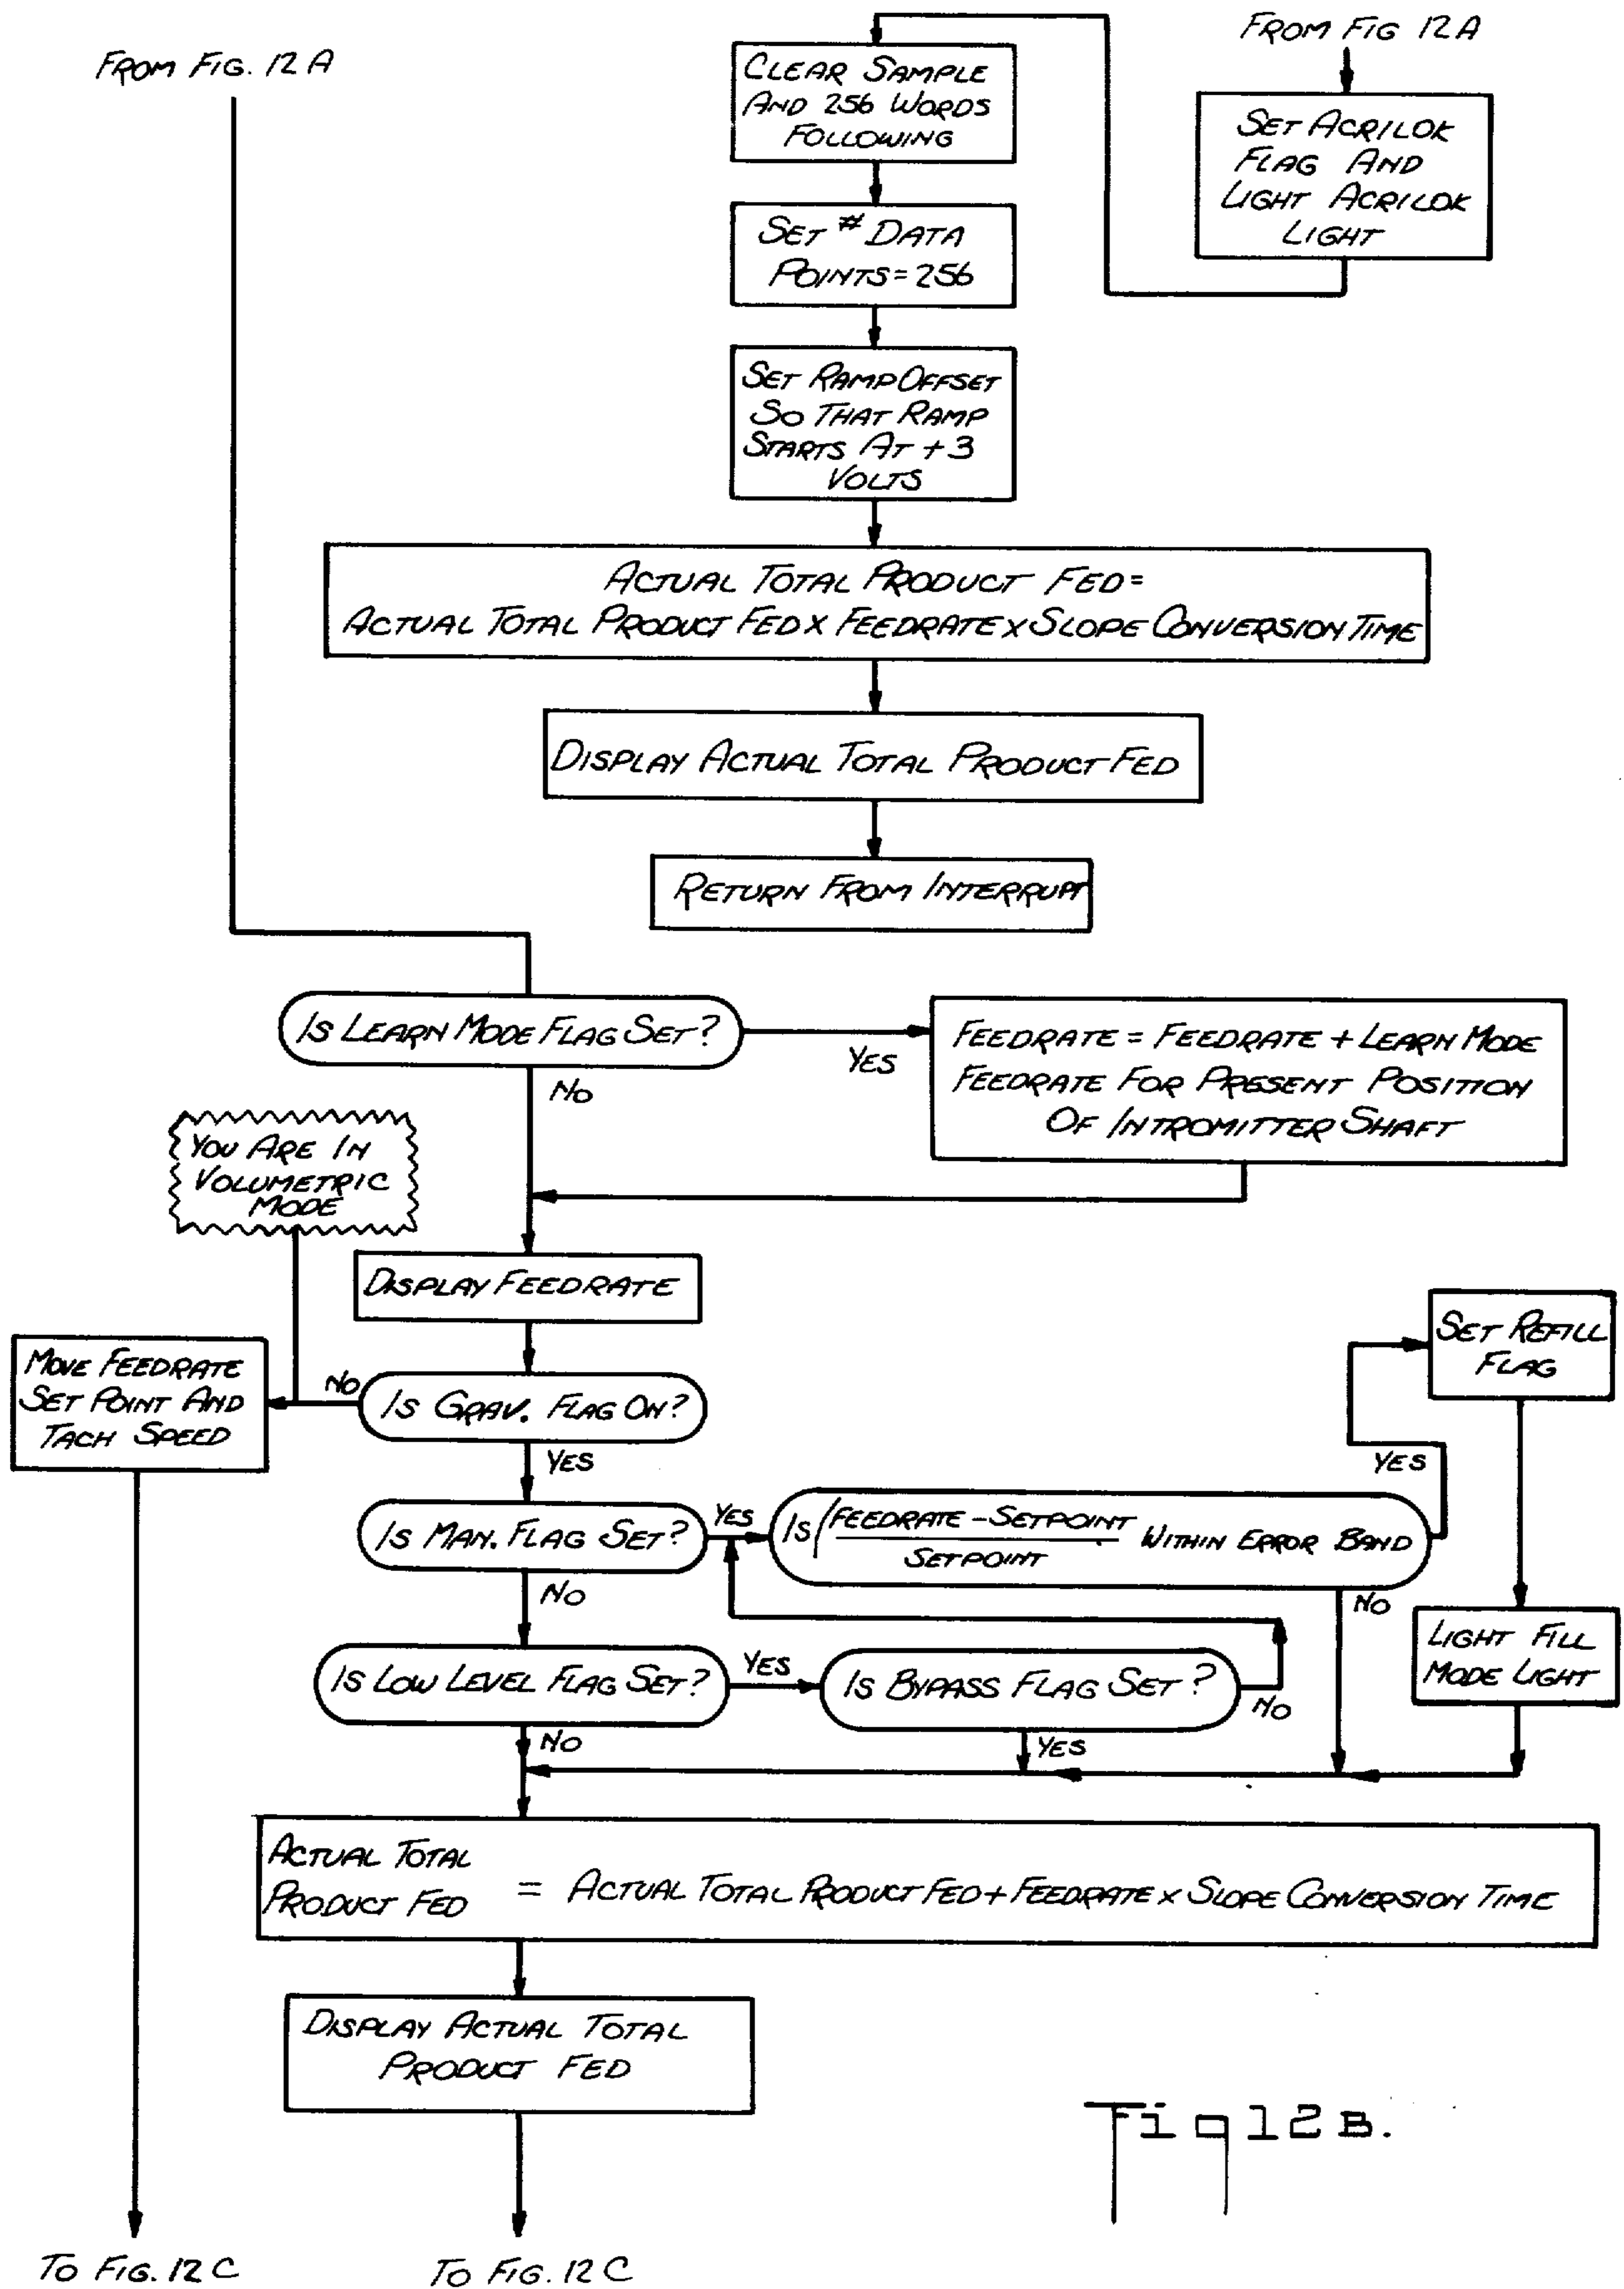 FROM FIG. 12A
FROM FIG 12A
SET ACRILOK
FLAG AND
LIGHT ACRILOK
LIGHT
CLEAR SAMPLE
AND 256 WORDS
FOLLOWING
SET # DATA
POINTS = 256
SET RAMP OFFSET
SO THAT RAMP
STARTS AT +3
VOLTS
ACTUAL TOTAL PRODUCT FED =
ACTUAL TOTAL PRODUCT FED X FEEDRATE X SLOPE CONVERSION TIME
DISPLAY ACTUAL TOTAL PRODUCT FED
RETURN FROM INTERRUPT
IS LEARN MODE FLAG SET?
YES
NO
FEEDRATE = FEEDRATE + LEARN MODE
FEEDRATE FOR PRESENT POSITION
OF INTROMITTER SHAFT
YOU ARE IN
VOLUMETRIC
MODE
DISPLAY FEEDRATE
MOVE FEEDRATE
SET POINT AND
TACH SPEED
NO
IS GRAV. FLAG ON?
YES
SET REFILL
FLAG
YES
IS MAN. FLAG SET?
YES
NO
IS (FEEDRATE - SETPOINT
SETPOINT
WITHIN ERROR BAND
NO
LIGHT FILL
MODE LIGHT
IS LOW LEVEL FLAG SET?
YES
NO
IS BYPASS FLAG SET?
NO
YES
ACTUAL TOTAL
PRODUCT FED
= ACTUAL TOTAL PRODUCT FED + FEEDRATE X SLOPE CONVERSION TIME
DISPLAY ACTUAL TOTAL
PRODUCT FED
Fig 12B.
TO FIG. 12C
TO FIG. 12C